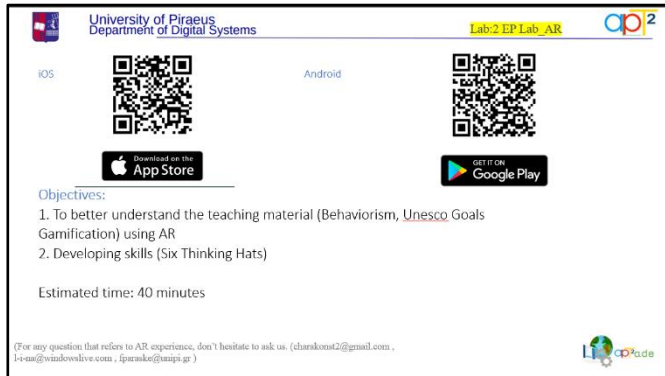 University of Piraeus
Department of Digital Systems
Lab:2 EP Lab_AR
apT²
iOS
Android
Download on the
App Store
GET IT ON
Google Play
Objectives:
1. To better understand the teaching material (Behaviorism, Unesco Goals
Gamification) using AR
2. Developing skills (Six Thinking Hats)
Estimated time: 40 minutes
(For any question that refers to AR experience, don't hesitate to ask us. (charakonst2@gmail.com ,
l-i-na@windowslive.com , fparaske@unipi.gr )